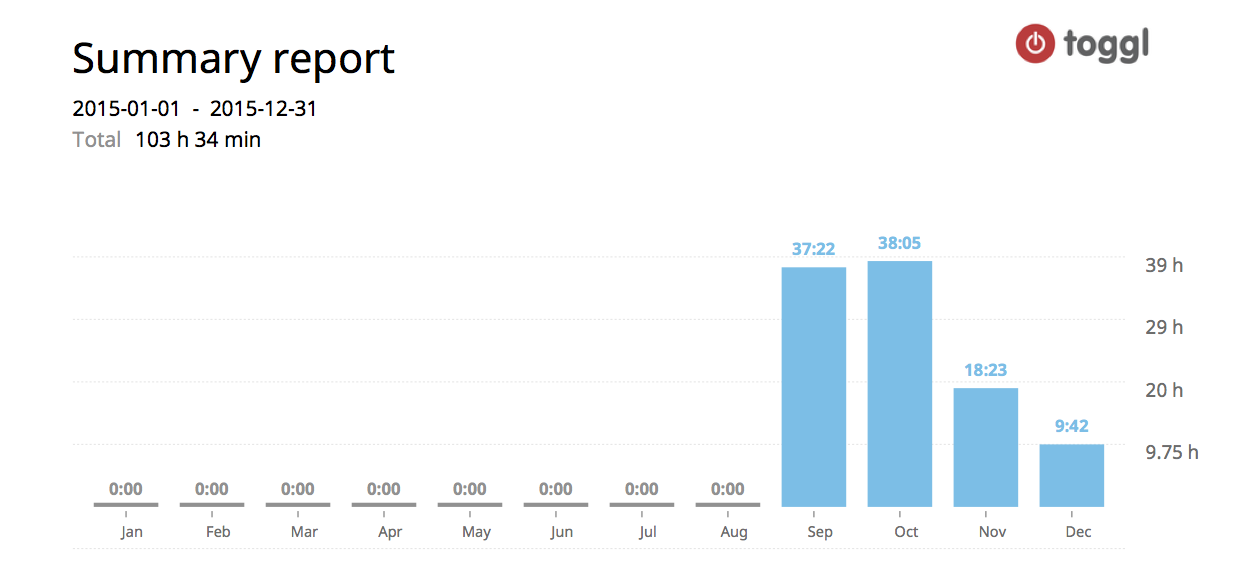 Summary report
toggl
2015-01-01 - 2015-12-31
Total 103 h 34 min
38:05
37:22
39 h
29 h
18:23
20 h
9:42
9.75 h
0:00 0:00 0:00 0:00 0:00 0:00 0:00 0:00
Jan Feb Mar Apr May Jun Jul Aug Sep Oct Nov Dec